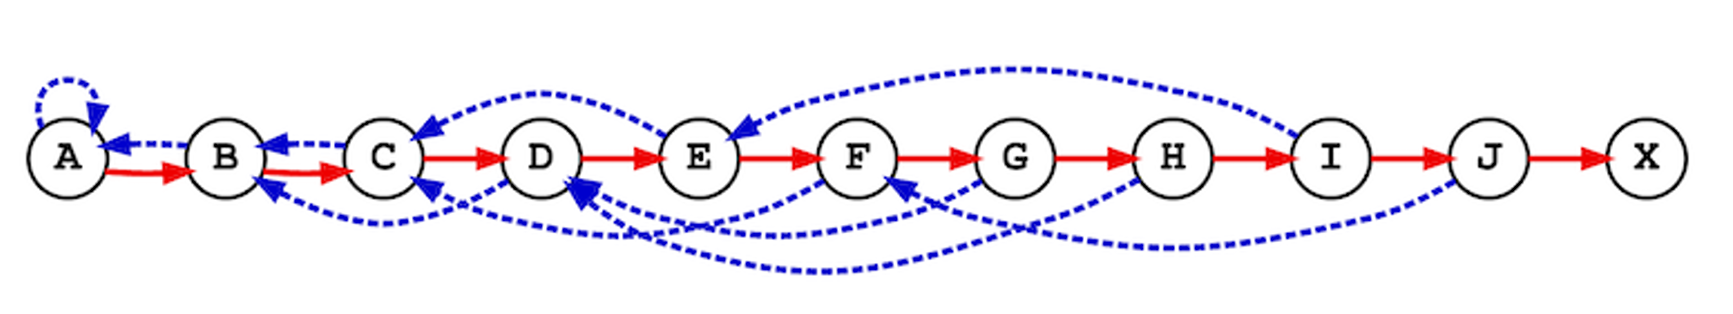 A B C D E F G H I J X